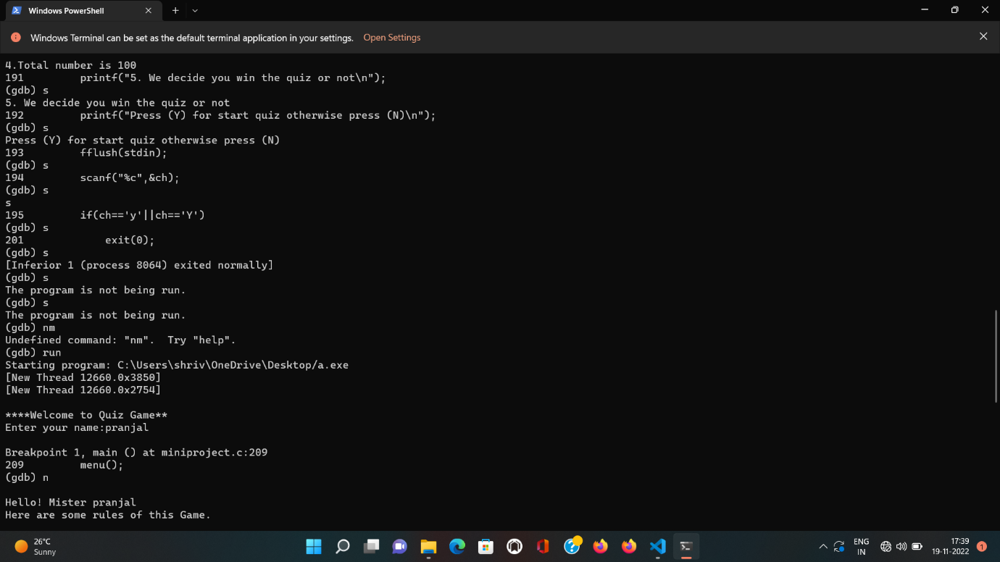 Windows PowerShell
Windows Terminal can be set as the default terminal application in your settings. Open Settings
4.Total number is 100
191         printf("5. We decide you win the quiz or not\n");
(gdb) s
5. We decide you win the quiz or not
192         printf("Press (Y) for start quiz otherwise press (N)\n");
(gdb) s
Press (Y) for start quiz otherwise press (N)
193         fflush(stdin);
(gdb) s
194         scanf("%c",&ch);
(gdb) s
s
195         if(ch=='y'||ch=='Y')
(gdb) s
201             exit(0);
(gdb) s
[Inferior 1 (process 8064) exited normally]
(gdb) s
The program is not being run.
(gdb) s
The program is not being run.
(gdb) nm
Undefined command: "nm".  Try "help".
(gdb) run
Starting program: C:\Users\shriv\OneDrive\Desktop/a.exe
[New Thread 12660.0x3850]
[New Thread 12660.0x2754]
****Welcome to Quiz Game**
Enter your name:pranjal
Breakpoint 1, main () at miniproject.c:209
209         menu();
(gdb) n
Hello! Mister pranjal
Here are some rules of this Game.
26°C
Sunny
ENG
IN
17:39
19-11-2022
1